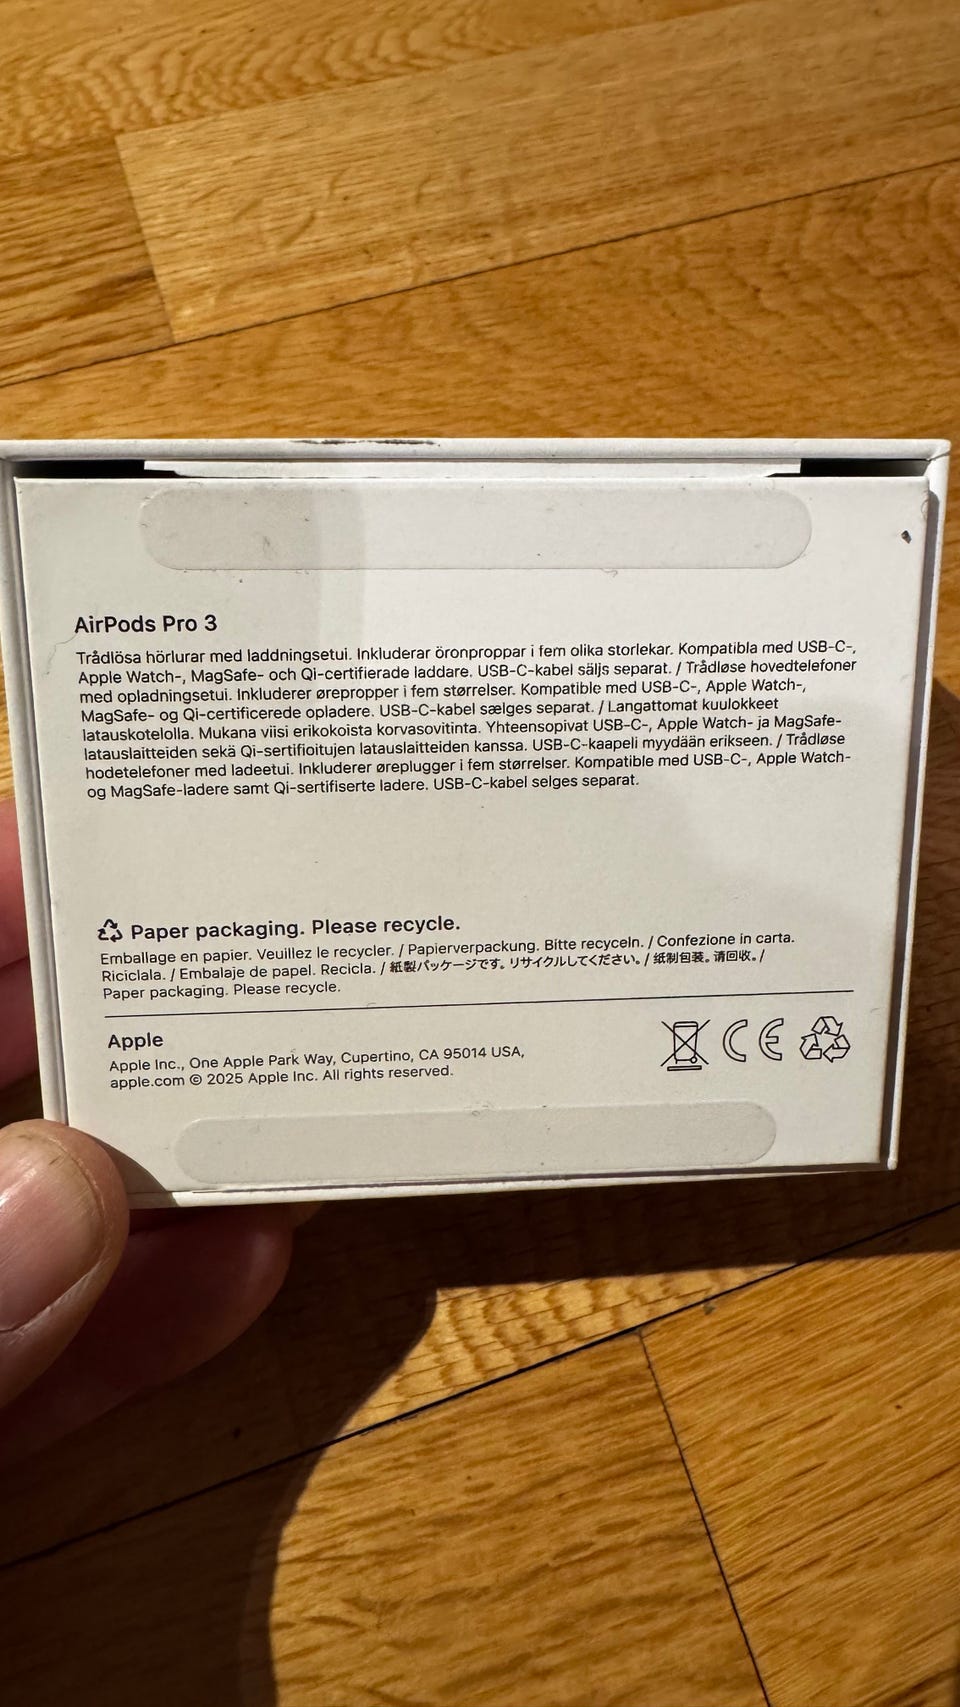 AirPods Pro 3
Trådlösa hörlurar med laddningsetui. Inkluderar öronproppar i fem olika storlekar. Kompatibla med USB-C-,
Apple Watch-, MagSafe- och Qi-certifierade laddare. USB-C-kabel säljs separat. / Trådløse hovedtelefoner
med opladningsetui. Inkluderer ørepropper i fem størrelser. Kompatible med USB-C-, Apple Watch-,
MagSafe- og Qi-certificerede opladere. USB-C-kabel sælges separat. / Langattomat kuulokkeet
latauskotelolla. Mukana viisi erikokoista korvasovitinta. Yhteensopivat USB-C-, Apple Watch- ja MagSafe-
latauslaitteiden sekä Qi-sertifioitujen latauslaitteiden kanssa. USB-C-kaapeli myydään erikseen. / Trådløse
hodetelefoner med ladeetui. Inkluderer øreplugger i fem størrelser. Kompatible med USB-C-, Apple Watch-
og MagSafe-ladere samt Qi-sertifiserte ladere. USB-C-kabel selges separat.
Paper packaging. Please recycle.
Emballage en papier. Veuillez le recycler. / Papierverpackung. Bitte recyceln. / Confezione in carta.
Riciclala. / Embalaje de papel. Recicla. / 紙製パッケージです。リサイクルしてください。/ 纸制包装。请回收。/
Paper packaging. Please recycle.
Apple
Apple Inc., One Apple Park Way, Cupertino, CA 95014 USA,
apple.com © 2025 Apple Inc. All rights reserved.
CE